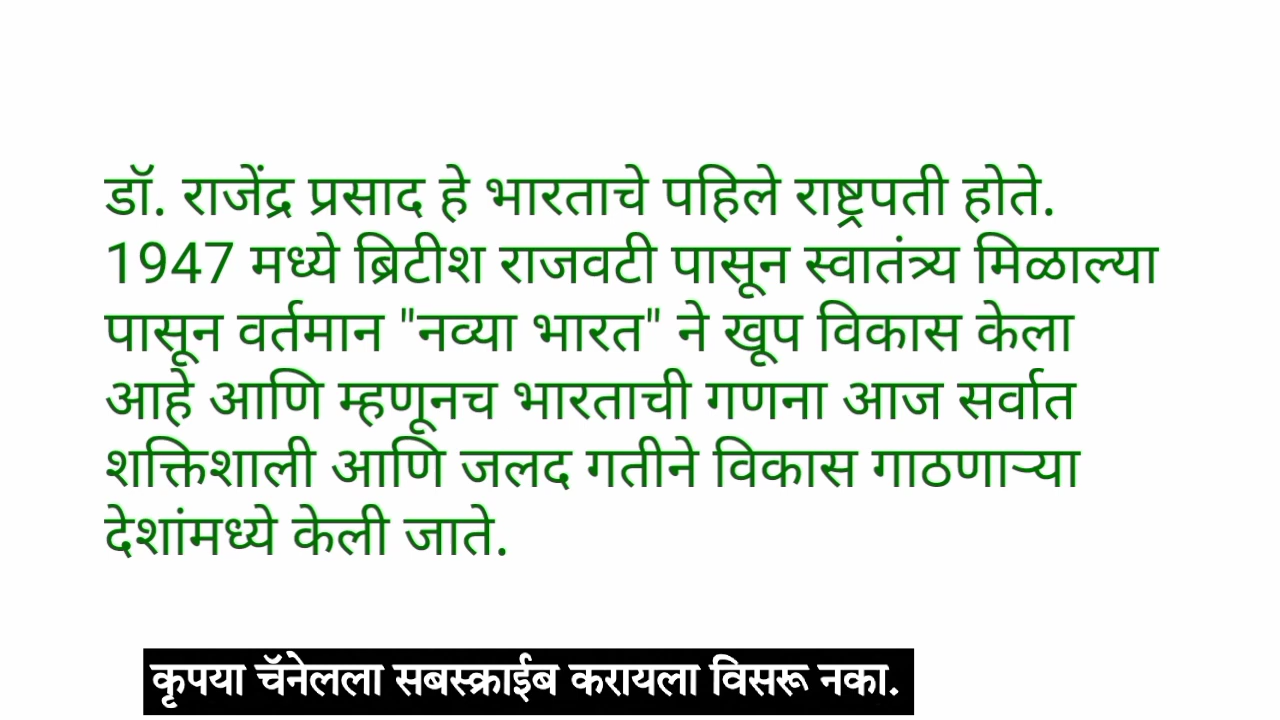 डॉ. राजेंद्र प्रसाद हे भारताचे पहिले राष्ट्रपती होते.
1947 मध्ये ब्रिटीश राजवटी पासून स्वातंत्र्य मिळाल्या
पासून वर्तमान "नव्या भारत" ने खूप विकास केला
आहे आणि म्हणूनच भारताची गणना आज सर्वात
शक्तिशाली आणि जलद गतीने विकास गाठणाऱ्या
देशांमध्ये केली जाते.
कृपया चॅनेलला सबस्क्राईब करायला विसरू नका.